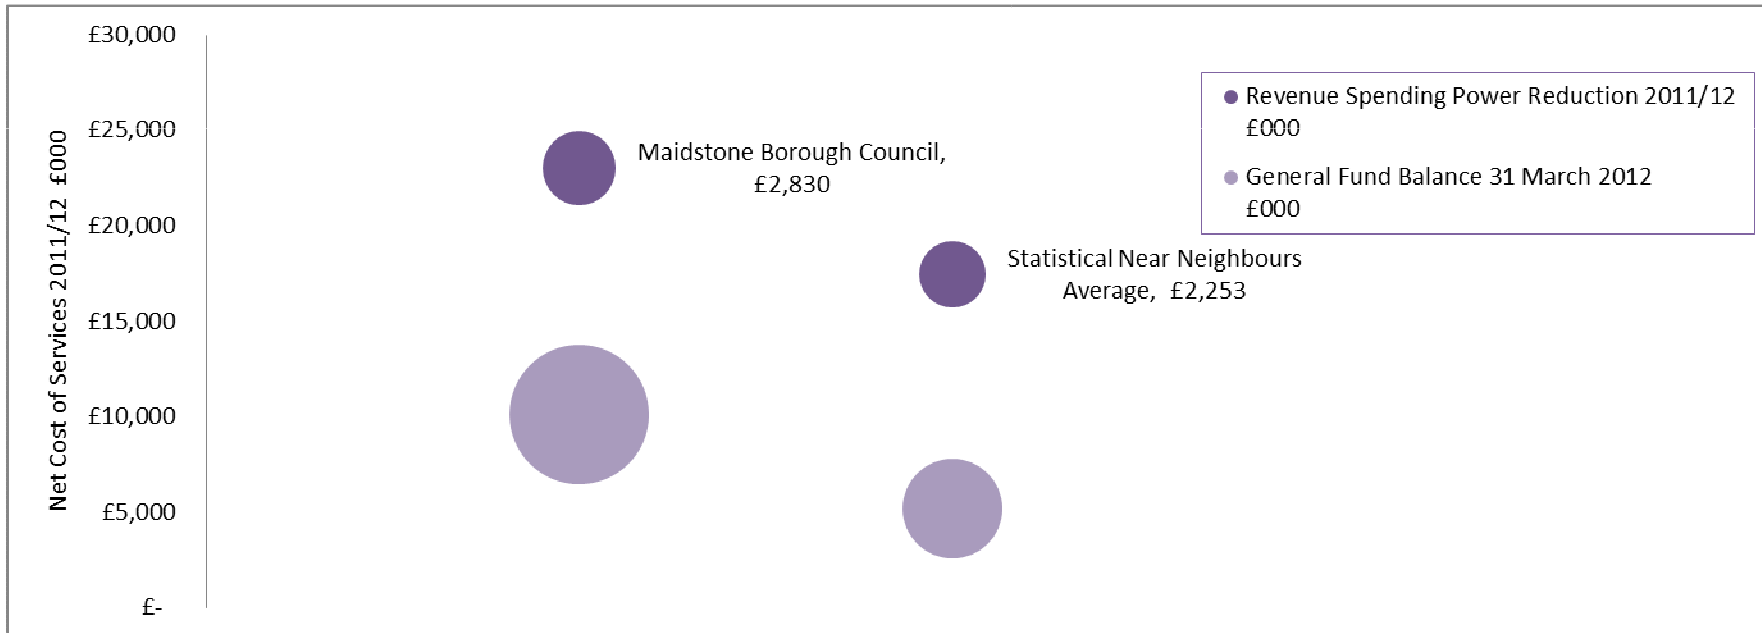 £30,000
£25,000
£20,000
£15,000
£10,000
£5,000
£-
Net Cost of Services 2011/12 £000
Maidstone Borough Council,
£2,830
Statistical Near Neighbours
Average, £2,253
Revenue Spending Power Reduction 2011/12
£000
General Fund Balance 31 March 2012
£000